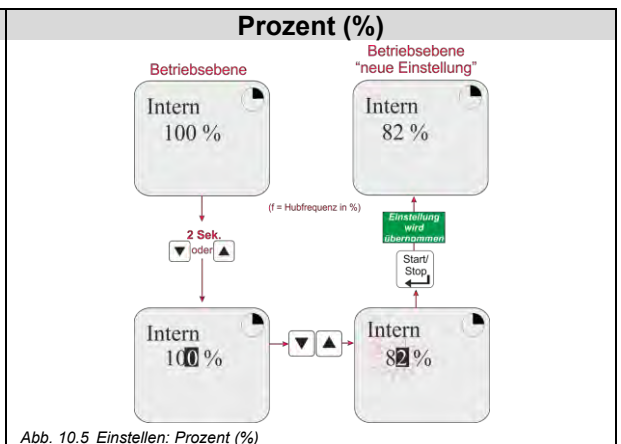 Prozent (%)
Betriebsebene
Intern
100 %
2 Sek.
oder
Intern
100 %
Intern
82 %
Start/
Stop
Einstellung
wird
übernommen
(f = Hubfrequenz in %)
Betriebsebene
"neue Einstellung"
Intern
82 %
Abb. 10.5 Einstellen: Prozent (%)